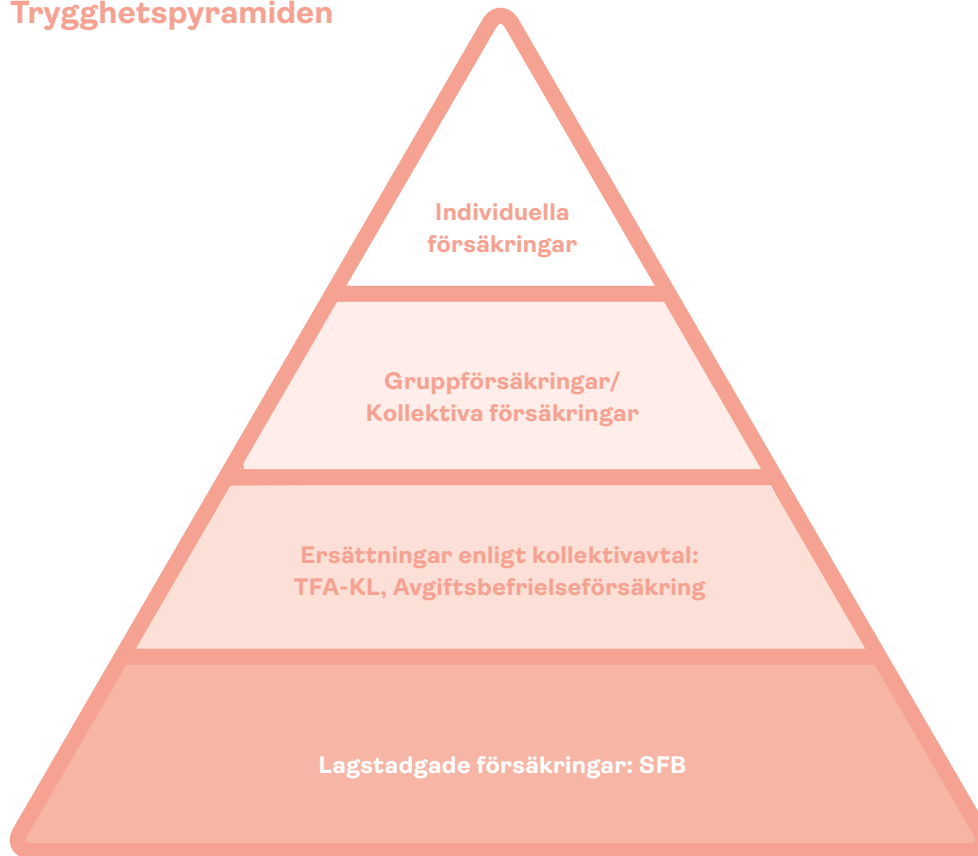 Trygghetspyramiden
Individuella
försäkringar
Gruppförsäkringar/
Kollektiva försäkringar
Ersättningar enligt kollektivavtal:
TFA-KL, Avgiftsbefrielseförsäkring
Lagstadgade försäkringar: SFB